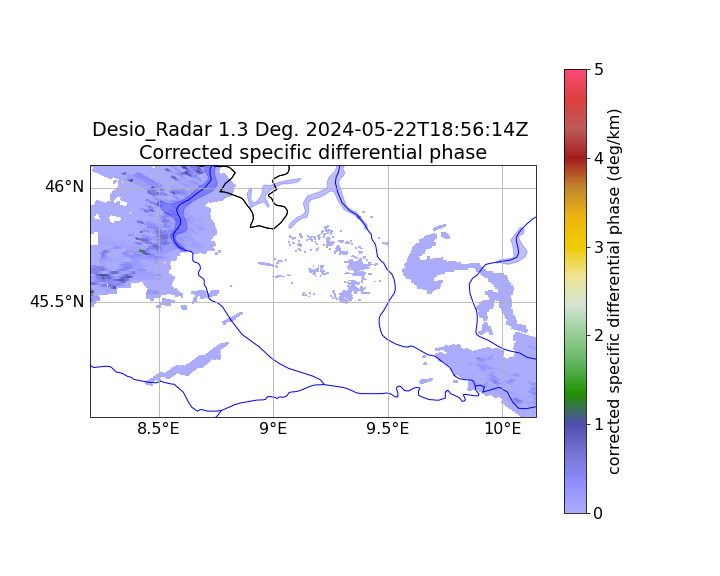 Desio_Radar 1.3 Deg. 2024-05-22T18:56:14Z
Corrected specific differential phase
46°N
45.5°N
8.5°E
9°E
9.5°E
10°E
5
4
3
2
1
0
corrected specific differential phase (deg/km)